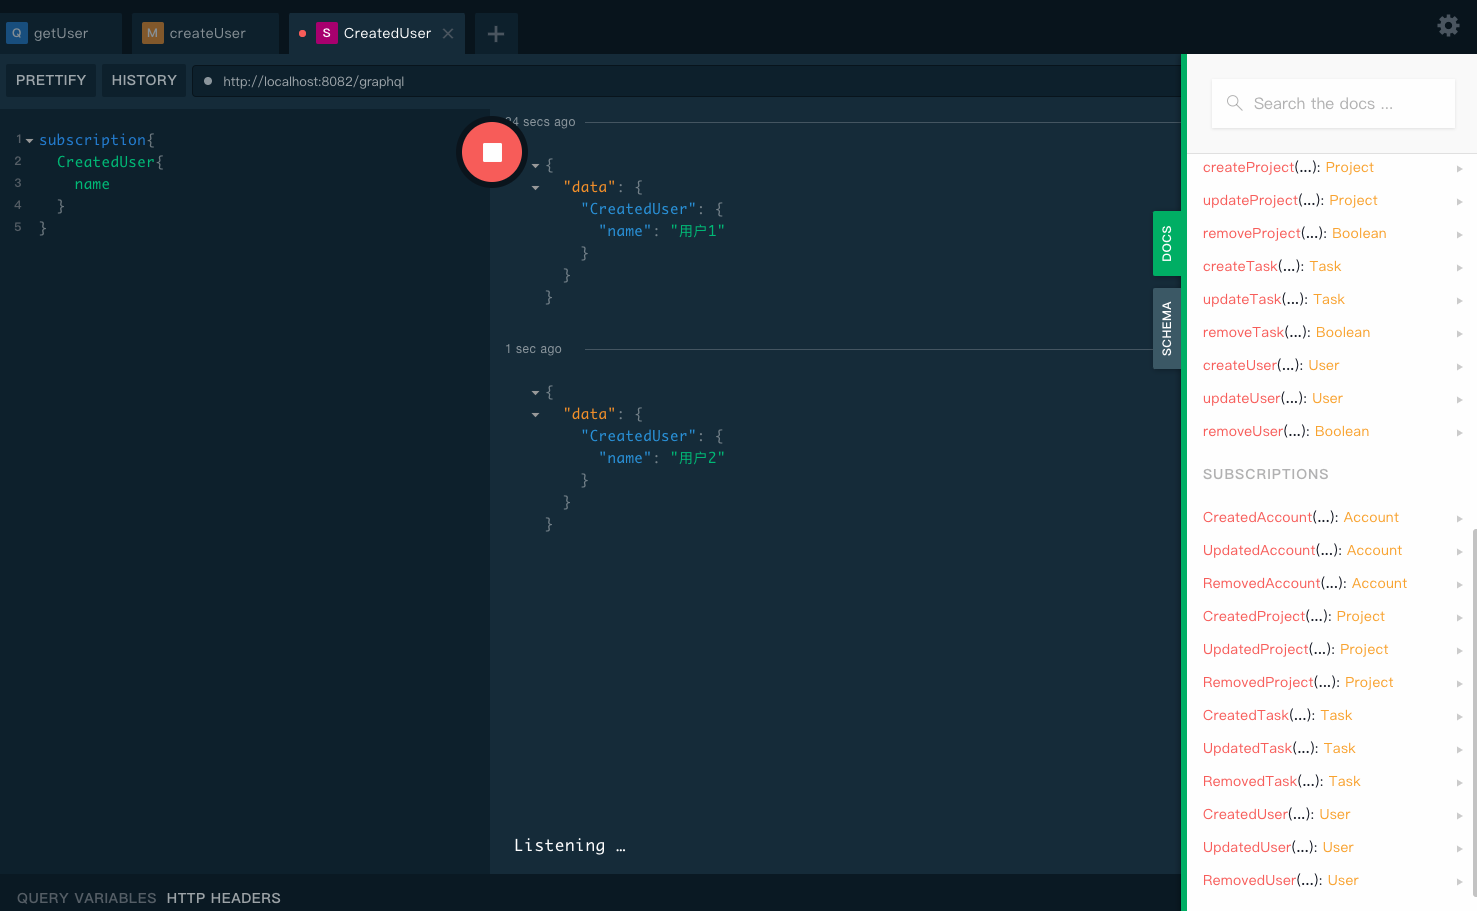 Q getUser
M createUser
S CreatedUser
PRETTIFY
HISTORY
http://localhost:8082/graphql
1 subscription{
2 CreatedUser{
3 name
4 }
5 }
secs ago
{
"data": {
"CreatedUser": {
"name": "用户1"
}
}
}
1 sec ago
{
"data": {
"CreatedUser": {
"name": "用户2"
}
}
}
Listening …
QUERY VARIABLES
HTTP HEADERS
DOCS
SCHEMA
Search the docs ...
createProject(...): Project
updateProject(...): Project
removeProject(...): Boolean
createTask(...): Task
updateTask(...): Task
removeTask(...): Boolean
createUser(...): User
updateUser(...): User
removeUser(...): Boolean
SUBSCRIPTIONS
CreatedAccount(...): Account
UpdatedAccount(...): Account
RemovedAccount(...): Account
CreatedProject(...): Project
UpdatedProject(...): Project
RemovedProject(...): Project
CreatedTask(...): Task
UpdatedTask(...): Task
RemovedTask(...): Task
CreatedUser(...): User
UpdatedUser(...): User
RemovedUser(...): User